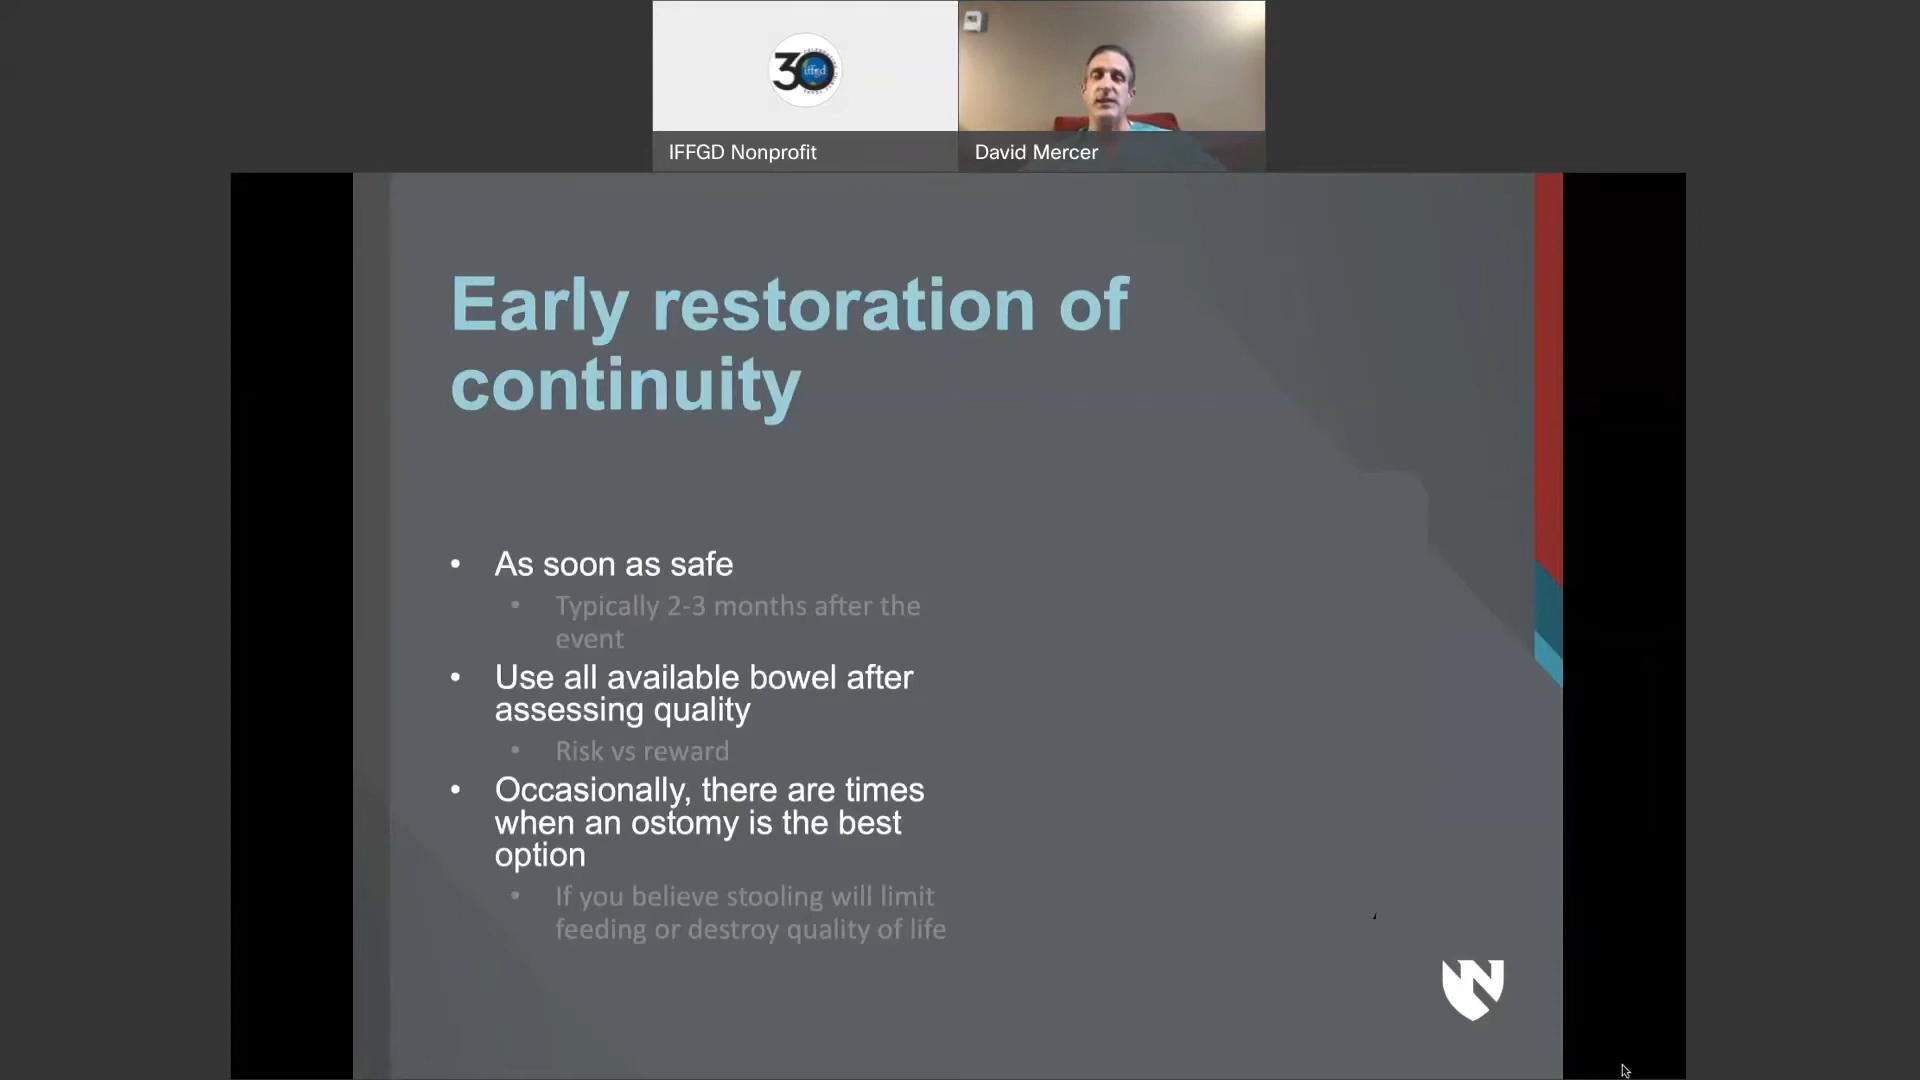 30
iffgd
IFFGD Nonprofit
David Mercer
Early restoration of
continuity
• As soon as safe
• Typically 2-3 months after the
event
• Use all available bowel after
assessing quality
• Risk vs reward
• Occasionally, there are times
when an ostomy is the best
option
• If you believe stooling will limit
feeding or destroy quality of life